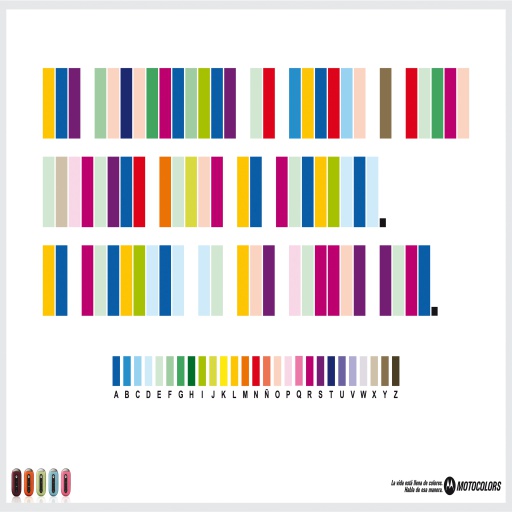 A B C D E F G H I J K L M N Ñ O P Q R S T U V W X Y Z
La vida está llena de colores.
Habla de esa manera.
MOTOCOLORS